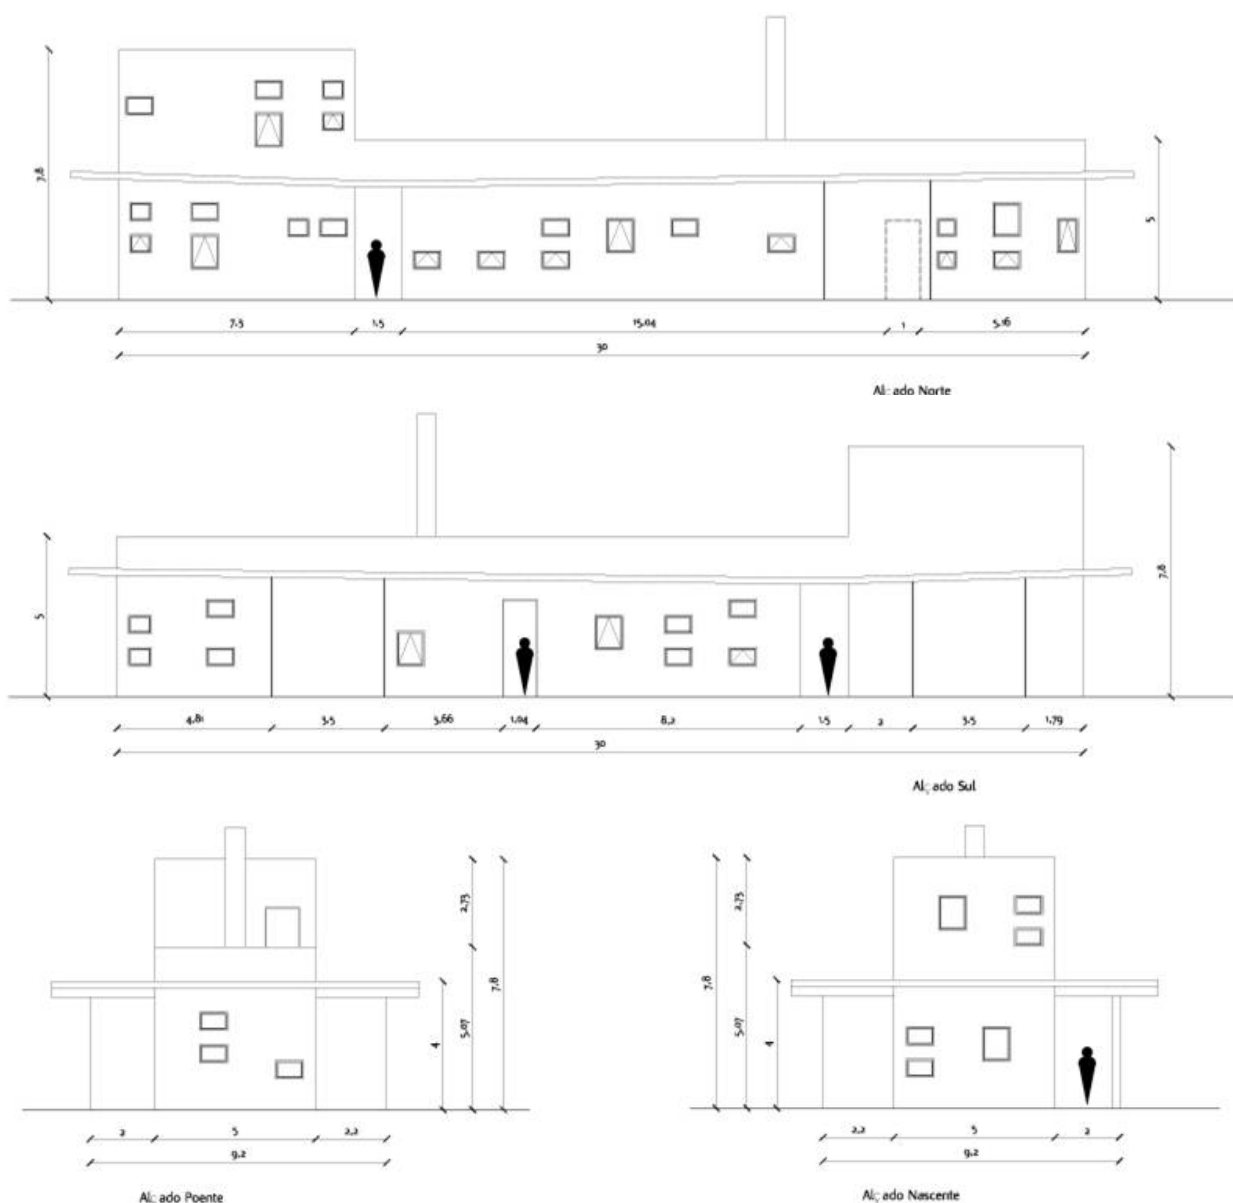 7,8
5
7,3 1,5 15,04 1 5,16
30
Alçado Norte
5
7,8
4,81 3,5 3,66 1,04 8,2 1,5 2 3,5 1,79
30
Alçado Sul
2,73
7,8
5,07
4
2 5 2,2
9,2
Alçado Poente
2,73
7,8
5,07
4
2,2 5 2
9,2
Alçado Nascente